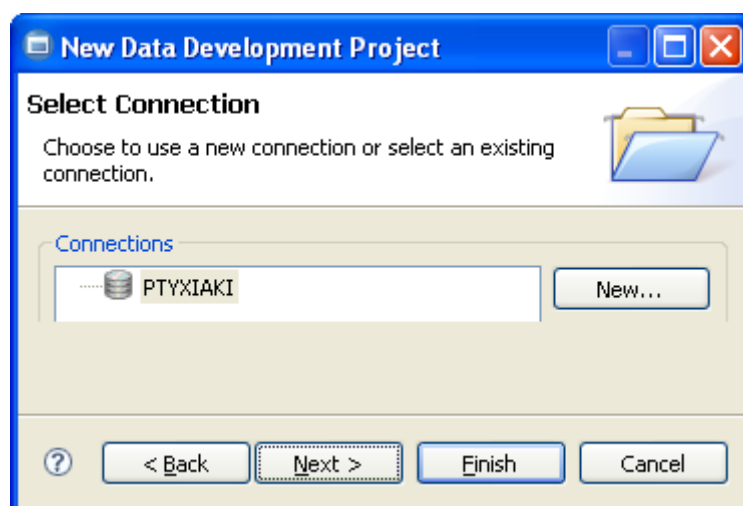 New Data Development Project
Select Connection
Choose to use a new connection or select an existing
connection.
Connections
PTYXIAKI
New...
?
< Back
Next >
Finish
Cancel